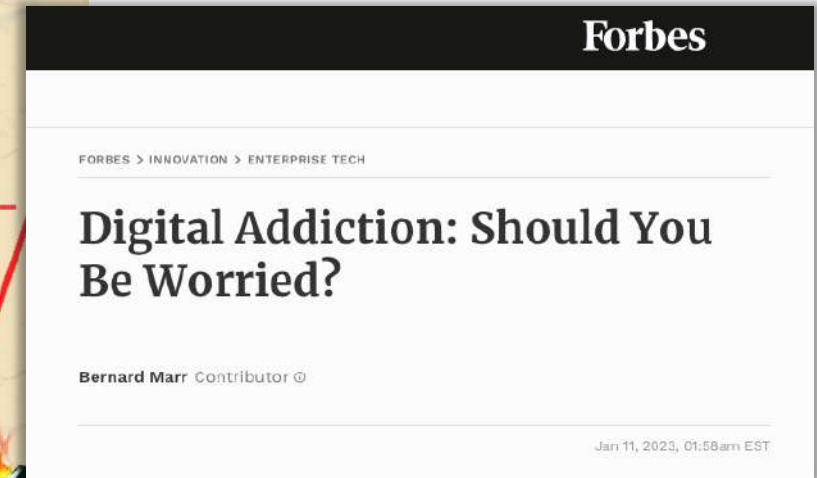 Forbes
FORBES > INNOVATION > ENTERPRISE TECH
Digital Addiction: Should You
Be Worried?
Bernard Marr Contributor ⓘ
Jan 11, 2023, 01:58am EST